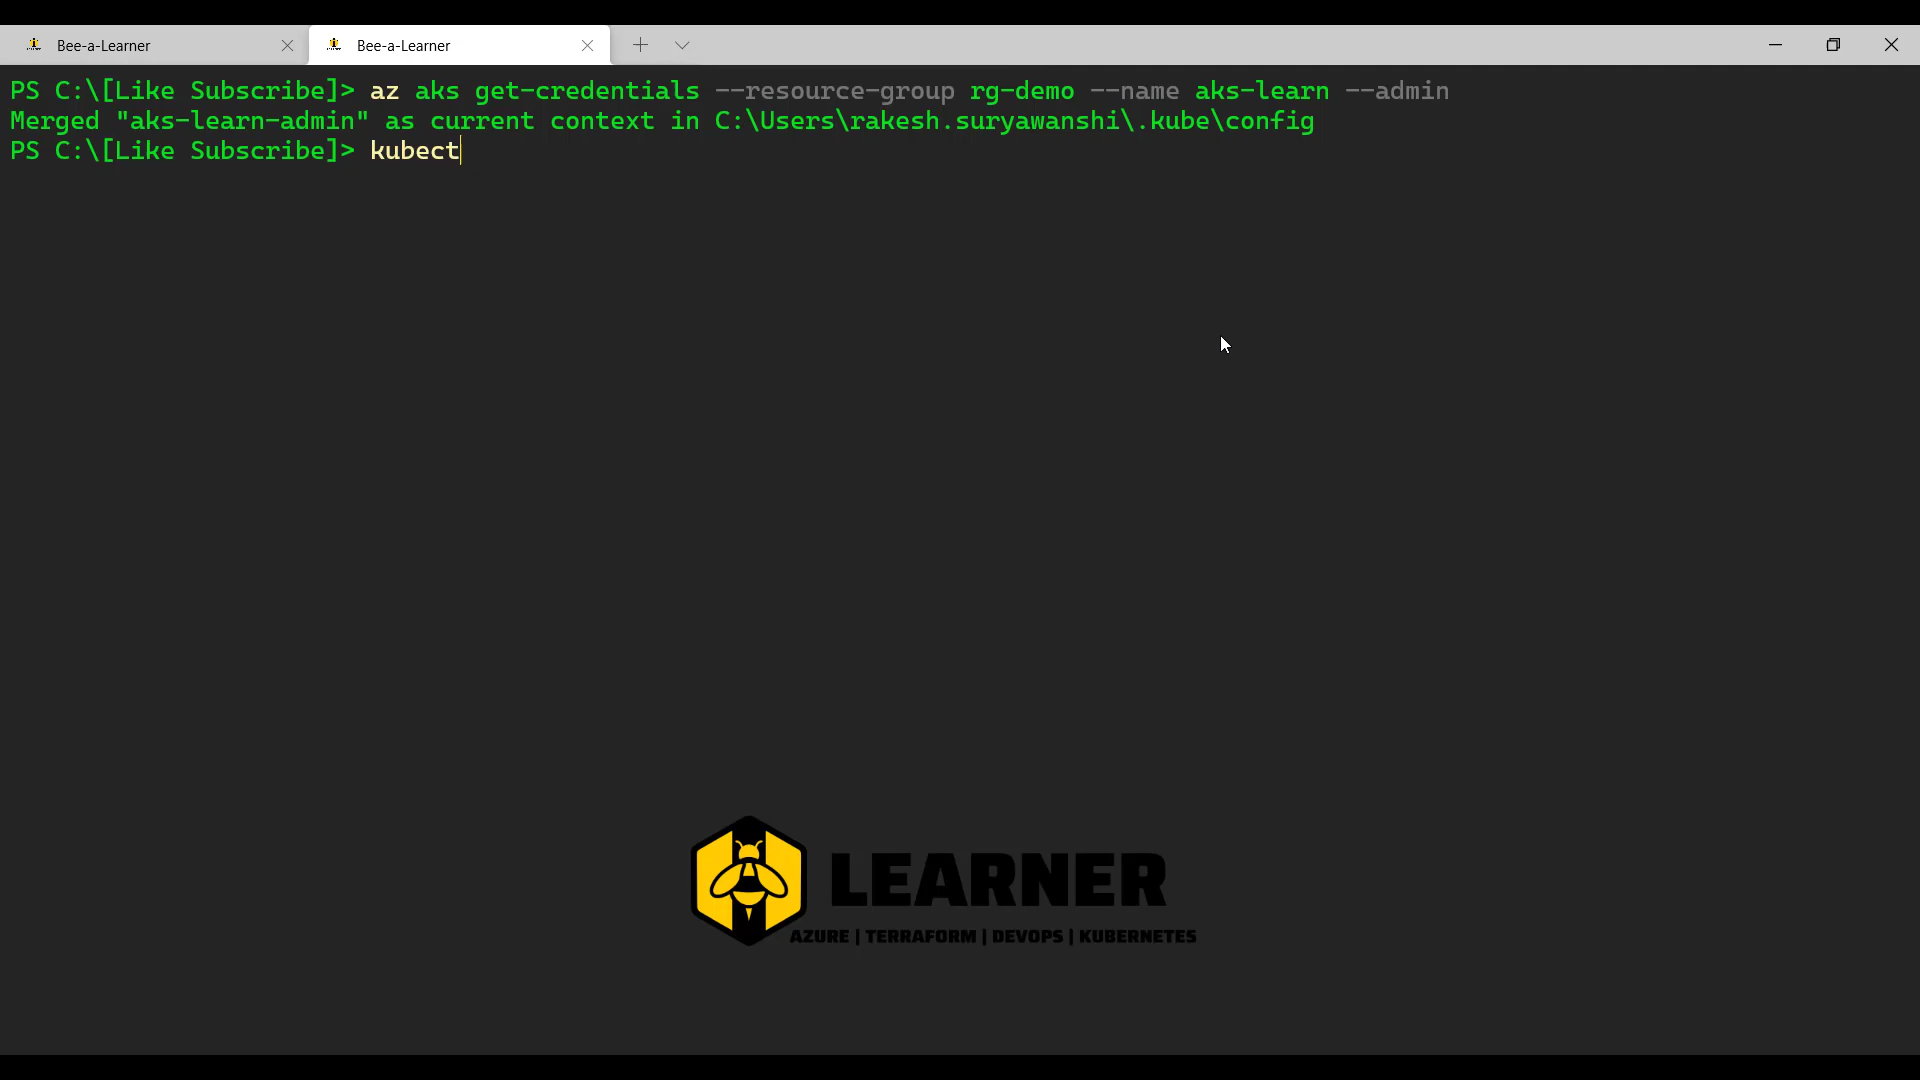 Bee-a-Learner
Bee-a-Learner
PS C:\[Like Subscribe]> az aks get-credentials --resource-group rg-demo --name aks-learn --admin
Merged "aks-learn-admin" as current context in C:\Users\rakesh.suryawanshi\.kube\config
PS C:\[Like Subscribe]> kubect
LEARNER
AZURE | TERRAFORM | DEVOPS | KUBERNETES